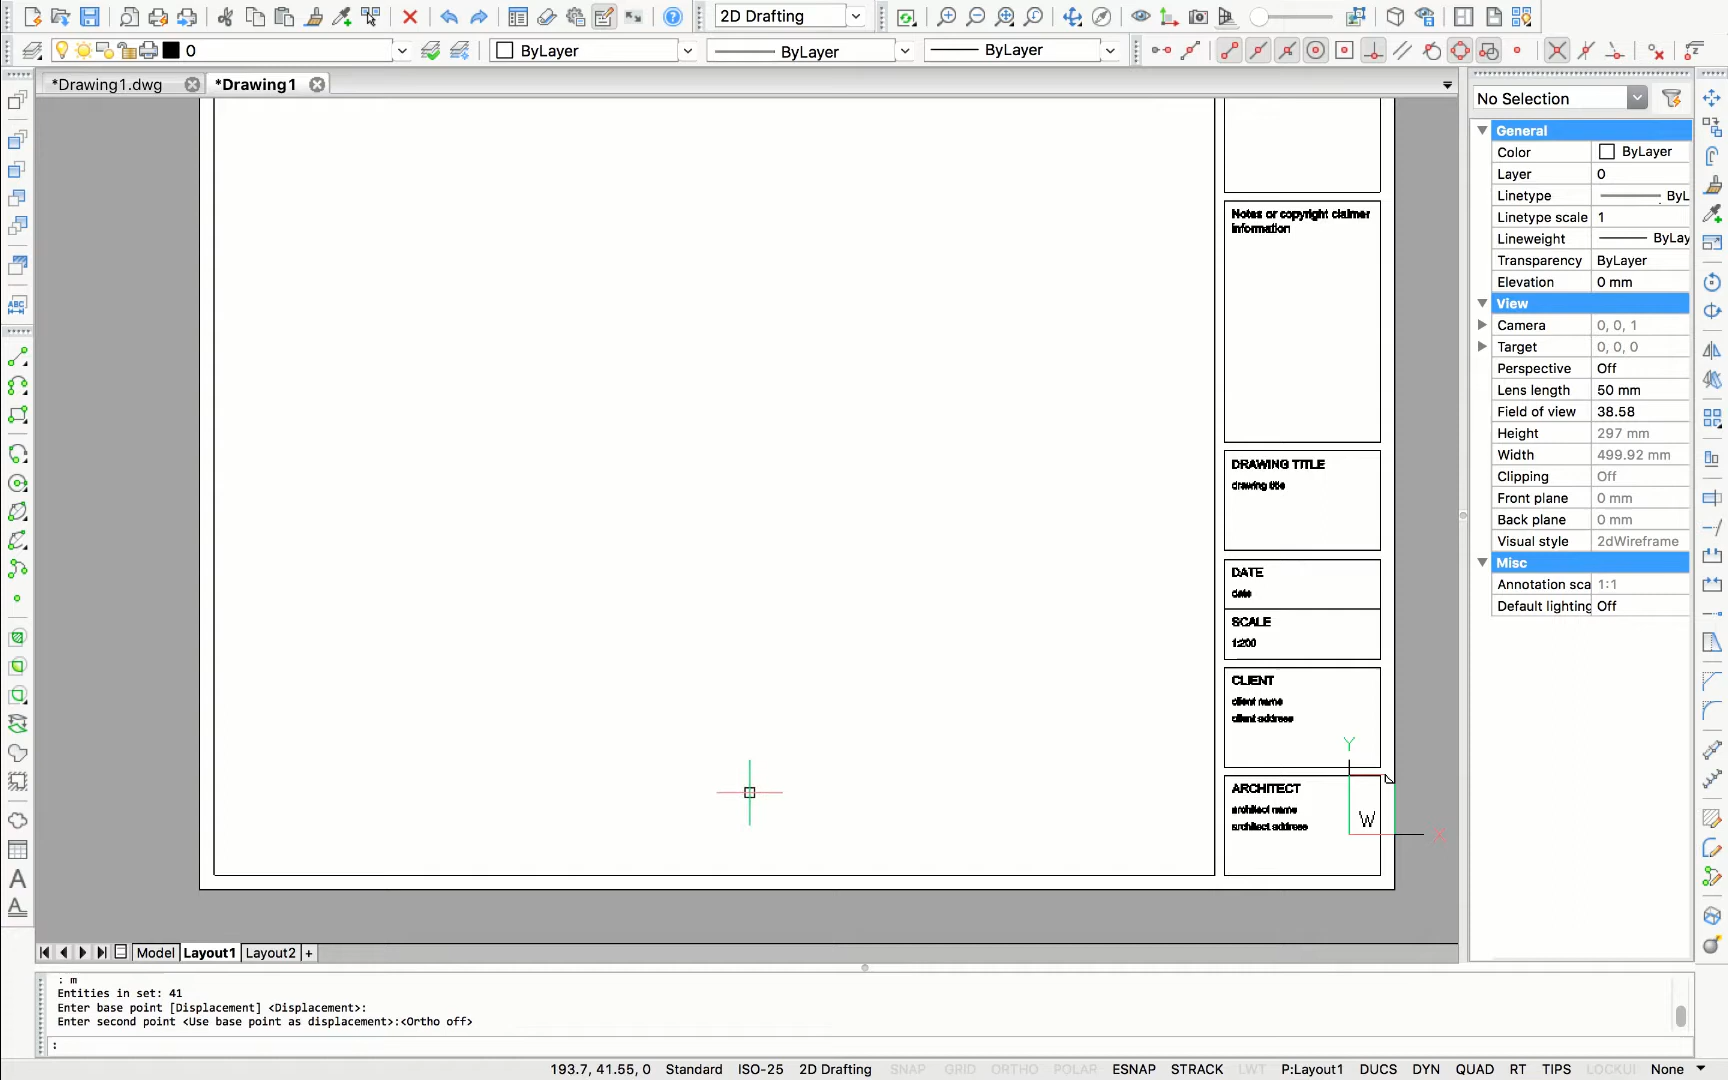 2D Drafting
0
ByLayer
ByLayer
ByLayer
*Drawing1.dwg
*Drawing1
No Selection
General
Color ByLayer
Layer 0
Linetype ByL
Linetype scale 1
Lineweight ByLay
Transparency ByLayer
Elevation 0 mm
View
Camera 0, 0, 1
Target 0, 0, 0
Perspective Off
Lens length 50 mm
Field of view 38.58
Height 297 mm
Width 499.92 mm
Clipping Off
Front plane 0 mm
Back plane 0 mm
Visual style 2dWireframe
Misc
Annotation sca 1:1
Default lighting Off
Notes or copyright claimer
information
DRAWING TITLE
drawing title
DATE
date
SCALE
1:200
CLIENT
client name
client address
ARCHITECT
architect name
architect address
Y
W
X
ABC
A
A
Model Layout1 Layout2 +
: m
Entities in set: 41
Enter base point [Displacement] <Displacement>:
Enter second point <Use base point as displacement>:<Ortho off>
:
193.7, 41.55, 0 Standard ISO-25 2D Drafting SNAP GRID ORTHO POLAR ESNAP STRACK LWT P:Layout1 DUCS DYN QUAD RT TIPS LOCKUI None